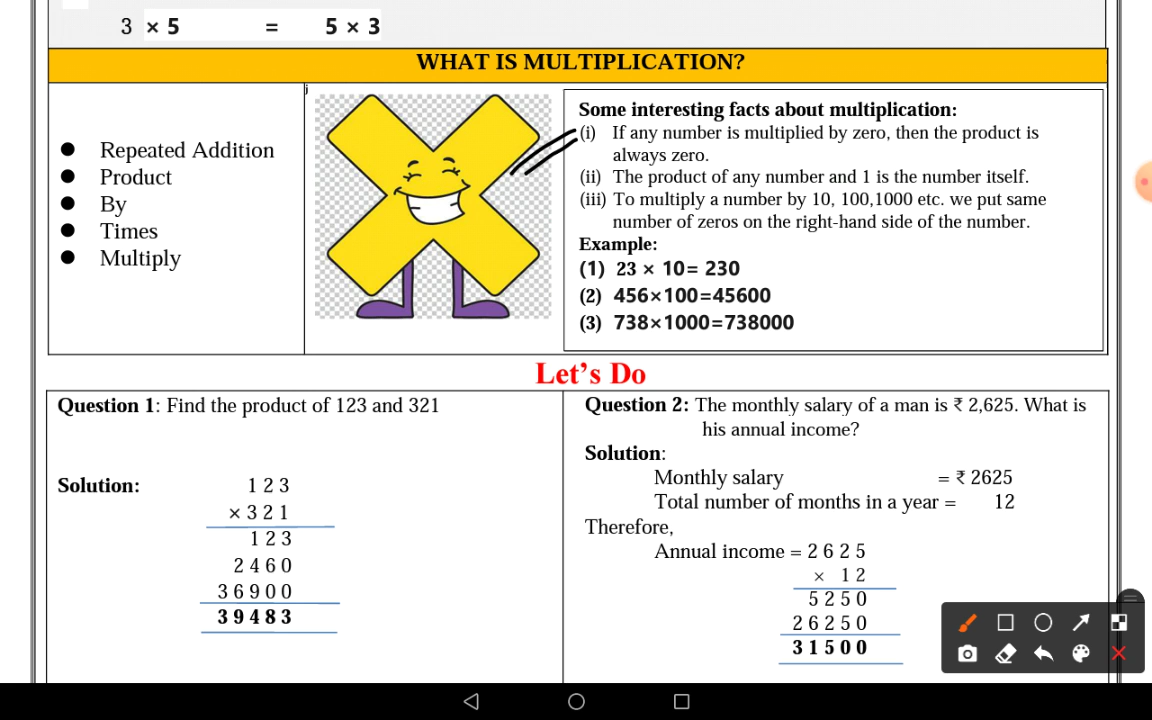 3 × 5 = 5 × 3
WHAT IS MULTIPLICATION?
● Repeated Addition
● Product
● By
● Times
● Multiply
j
Some interesting facts about multiplication:
(i) If any number is multiplied by zero, then the product is
always zero.
(ii) The product of any number and 1 is the number itself.
(iii) To multiply a number by 10, 100,1000 etc. we put same
number of zeros on the right-hand side of the number.
Example:
(1) 23 × 10= 230
(2) 456×100=45600
(3) 738×1000=738000
Let's Do
Question 1: Find the product of 123 and 321
Solution:
1 2 3
× 3 2 1
1 2 3
2 4 6 0
3 6 9 0 0
3 9 4 8 3
Question 2: The monthly salary of a man is ₹ 2,625. What is
his annual income?
Solution:
Monthly salary = ₹ 2625
Total number of months in a year = 12
Therefore,
Annual income = 2 6 2 5
× 1 2
5 2 5 0
2 6 2 5 0
3 1 5 0 0